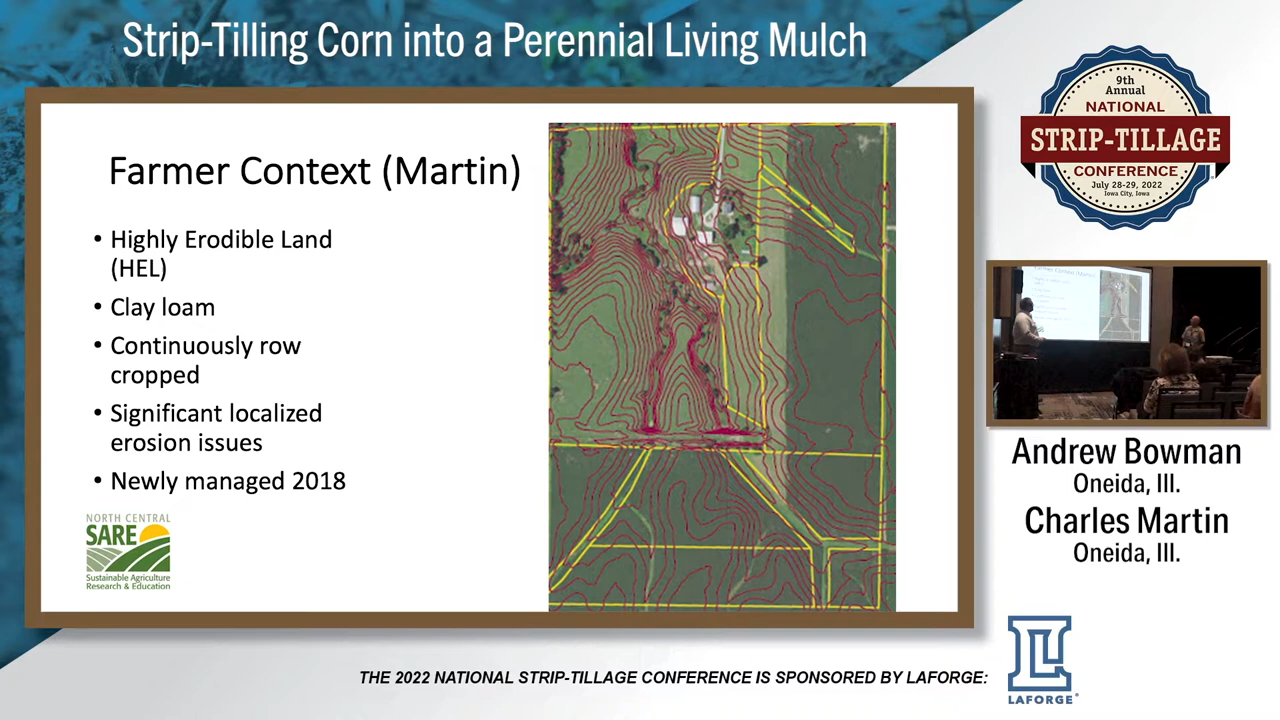 Strip-Tilling Corn into a Perennial Living Mulch
Farmer Context (Martin)
• Highly Erodible Land
(HEL)
• Clay loam
• Continuously row
cropped
• Significant localized
erosion issues
• Newly managed 2018
NORTH CENTRAL
SARE
Sustainable Agriculture
Research & Education
9th
Annual
NATIONAL
STRIP-TILLAGE
CONFERENCE
July 28-29, 2022
Iowa City, Iowa
Farmer Context (Martin)
Andrew Bowman
Oneida, Ill.
Charles Martin
Oneida, Ill.
THE 2022 NATIONAL STRIP-TILLAGE CONFERENCE IS SPONSORED BY LAFORGE:
LAFORGE